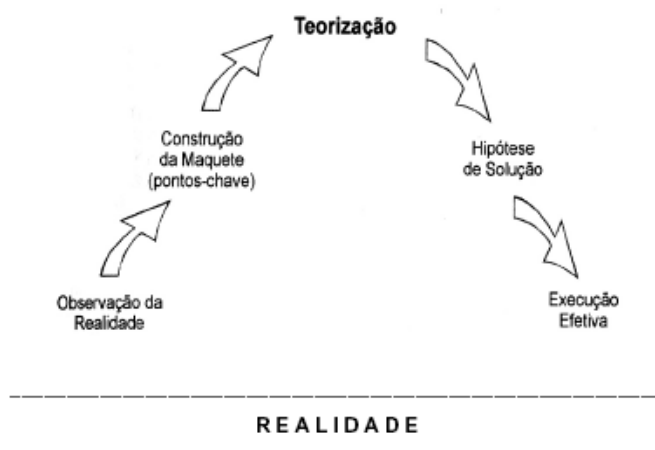 Teorização
Construção
da Maquete
(pontos-chave)
Hipótese
de Solução
Observação da
Realidade
Execução
Efetiva
REALIDADE